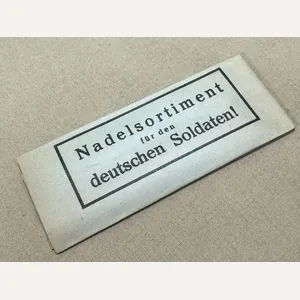 Nadelsortiment
für den
deutschen Soldaten!